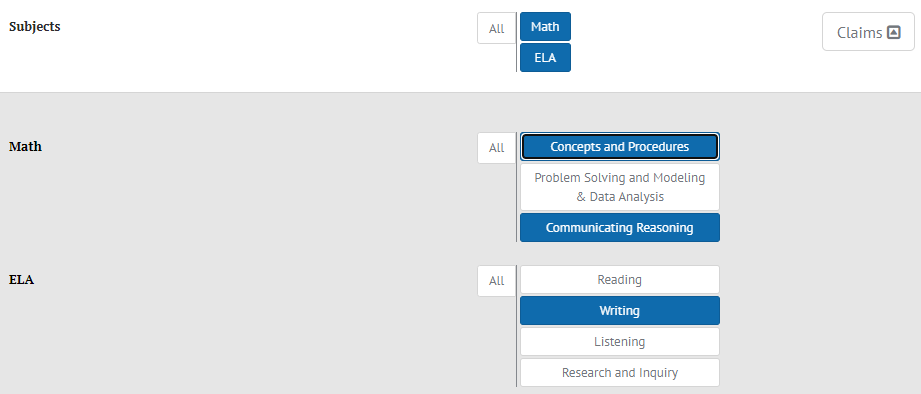 Subjects
All
Math
ELA
Claims
Math
All
Concepts and Procedures
Problem Solving and Modeling
& Data Analysis
Communicating Reasoning
ELA
All
Reading
Writing
Listening
Research and Inquiry